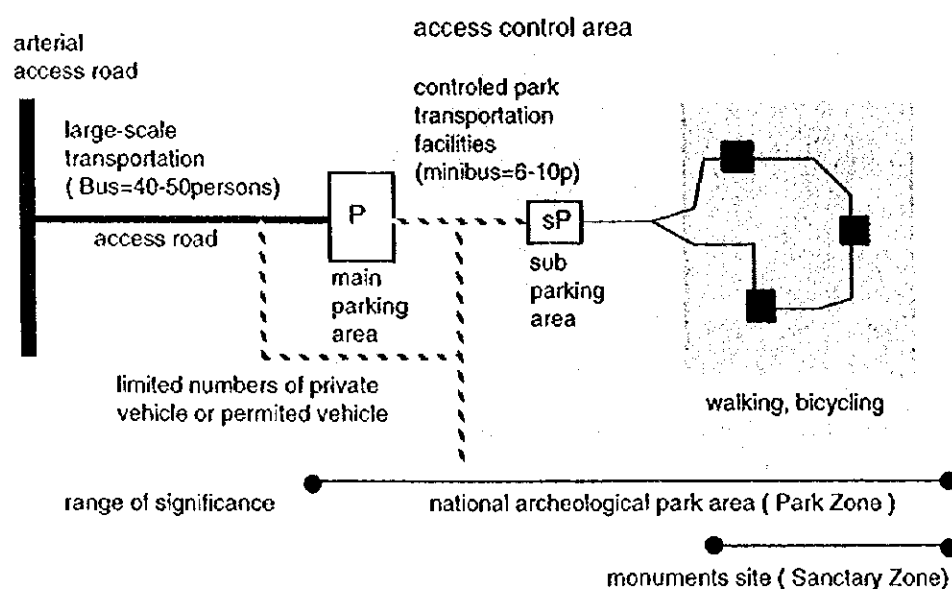 access control area
arterial
access road
controled park
transportation
facilities
(minibus=6-10p)
large-scale
transportation
( Bus=40-50persons)
P
sP
access road
main
parking
area
sub
parking
area
limited numbers of private
vehicle or permited vehicle
walking, bicycling
range of significance
national archeological park area ( Park Zone )
monuments site ( Sanctary Zone)